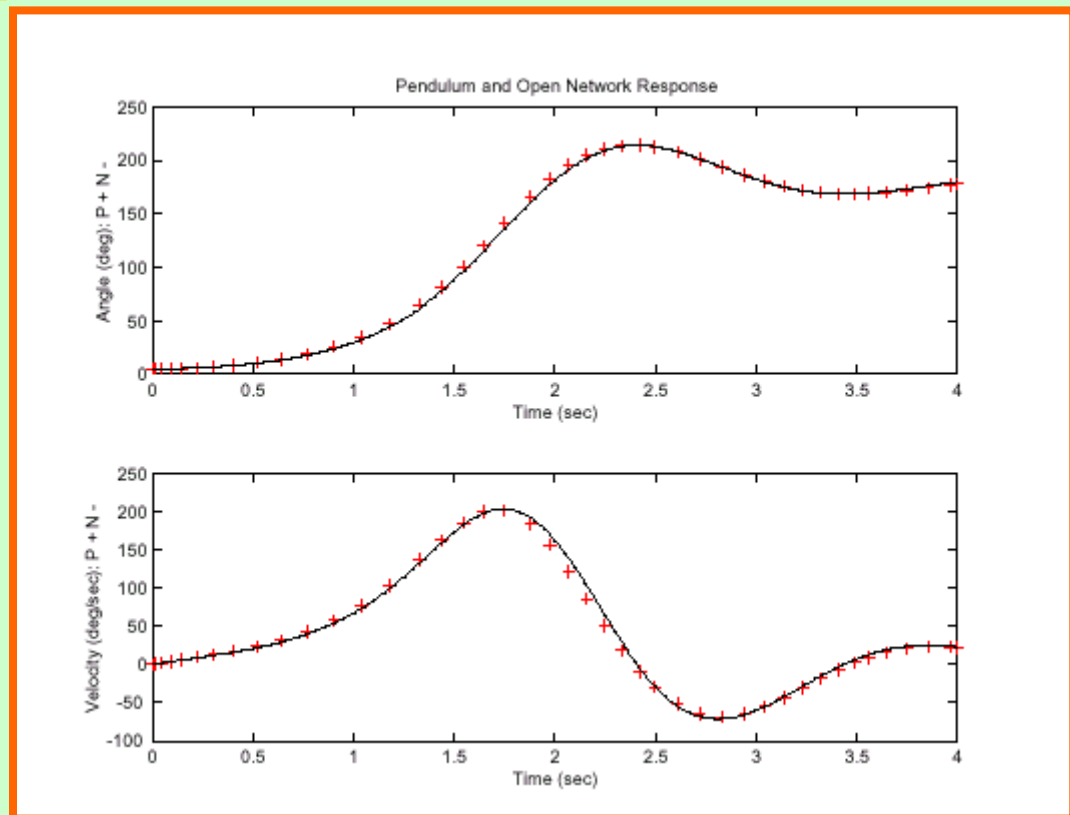 Pendulum and Open Network Response
250
200
150
100
50
0
Angle (deg): P + N -
0 0.5 1 1.5 2 2.5 3 3.5 4
Time (sec)
250
200
150
100
50
0
-50
-100
Velocity (deg/sec): P + N -
0 0.5 1 1.5 2 2.5 3 3.5 4
Time (sec)